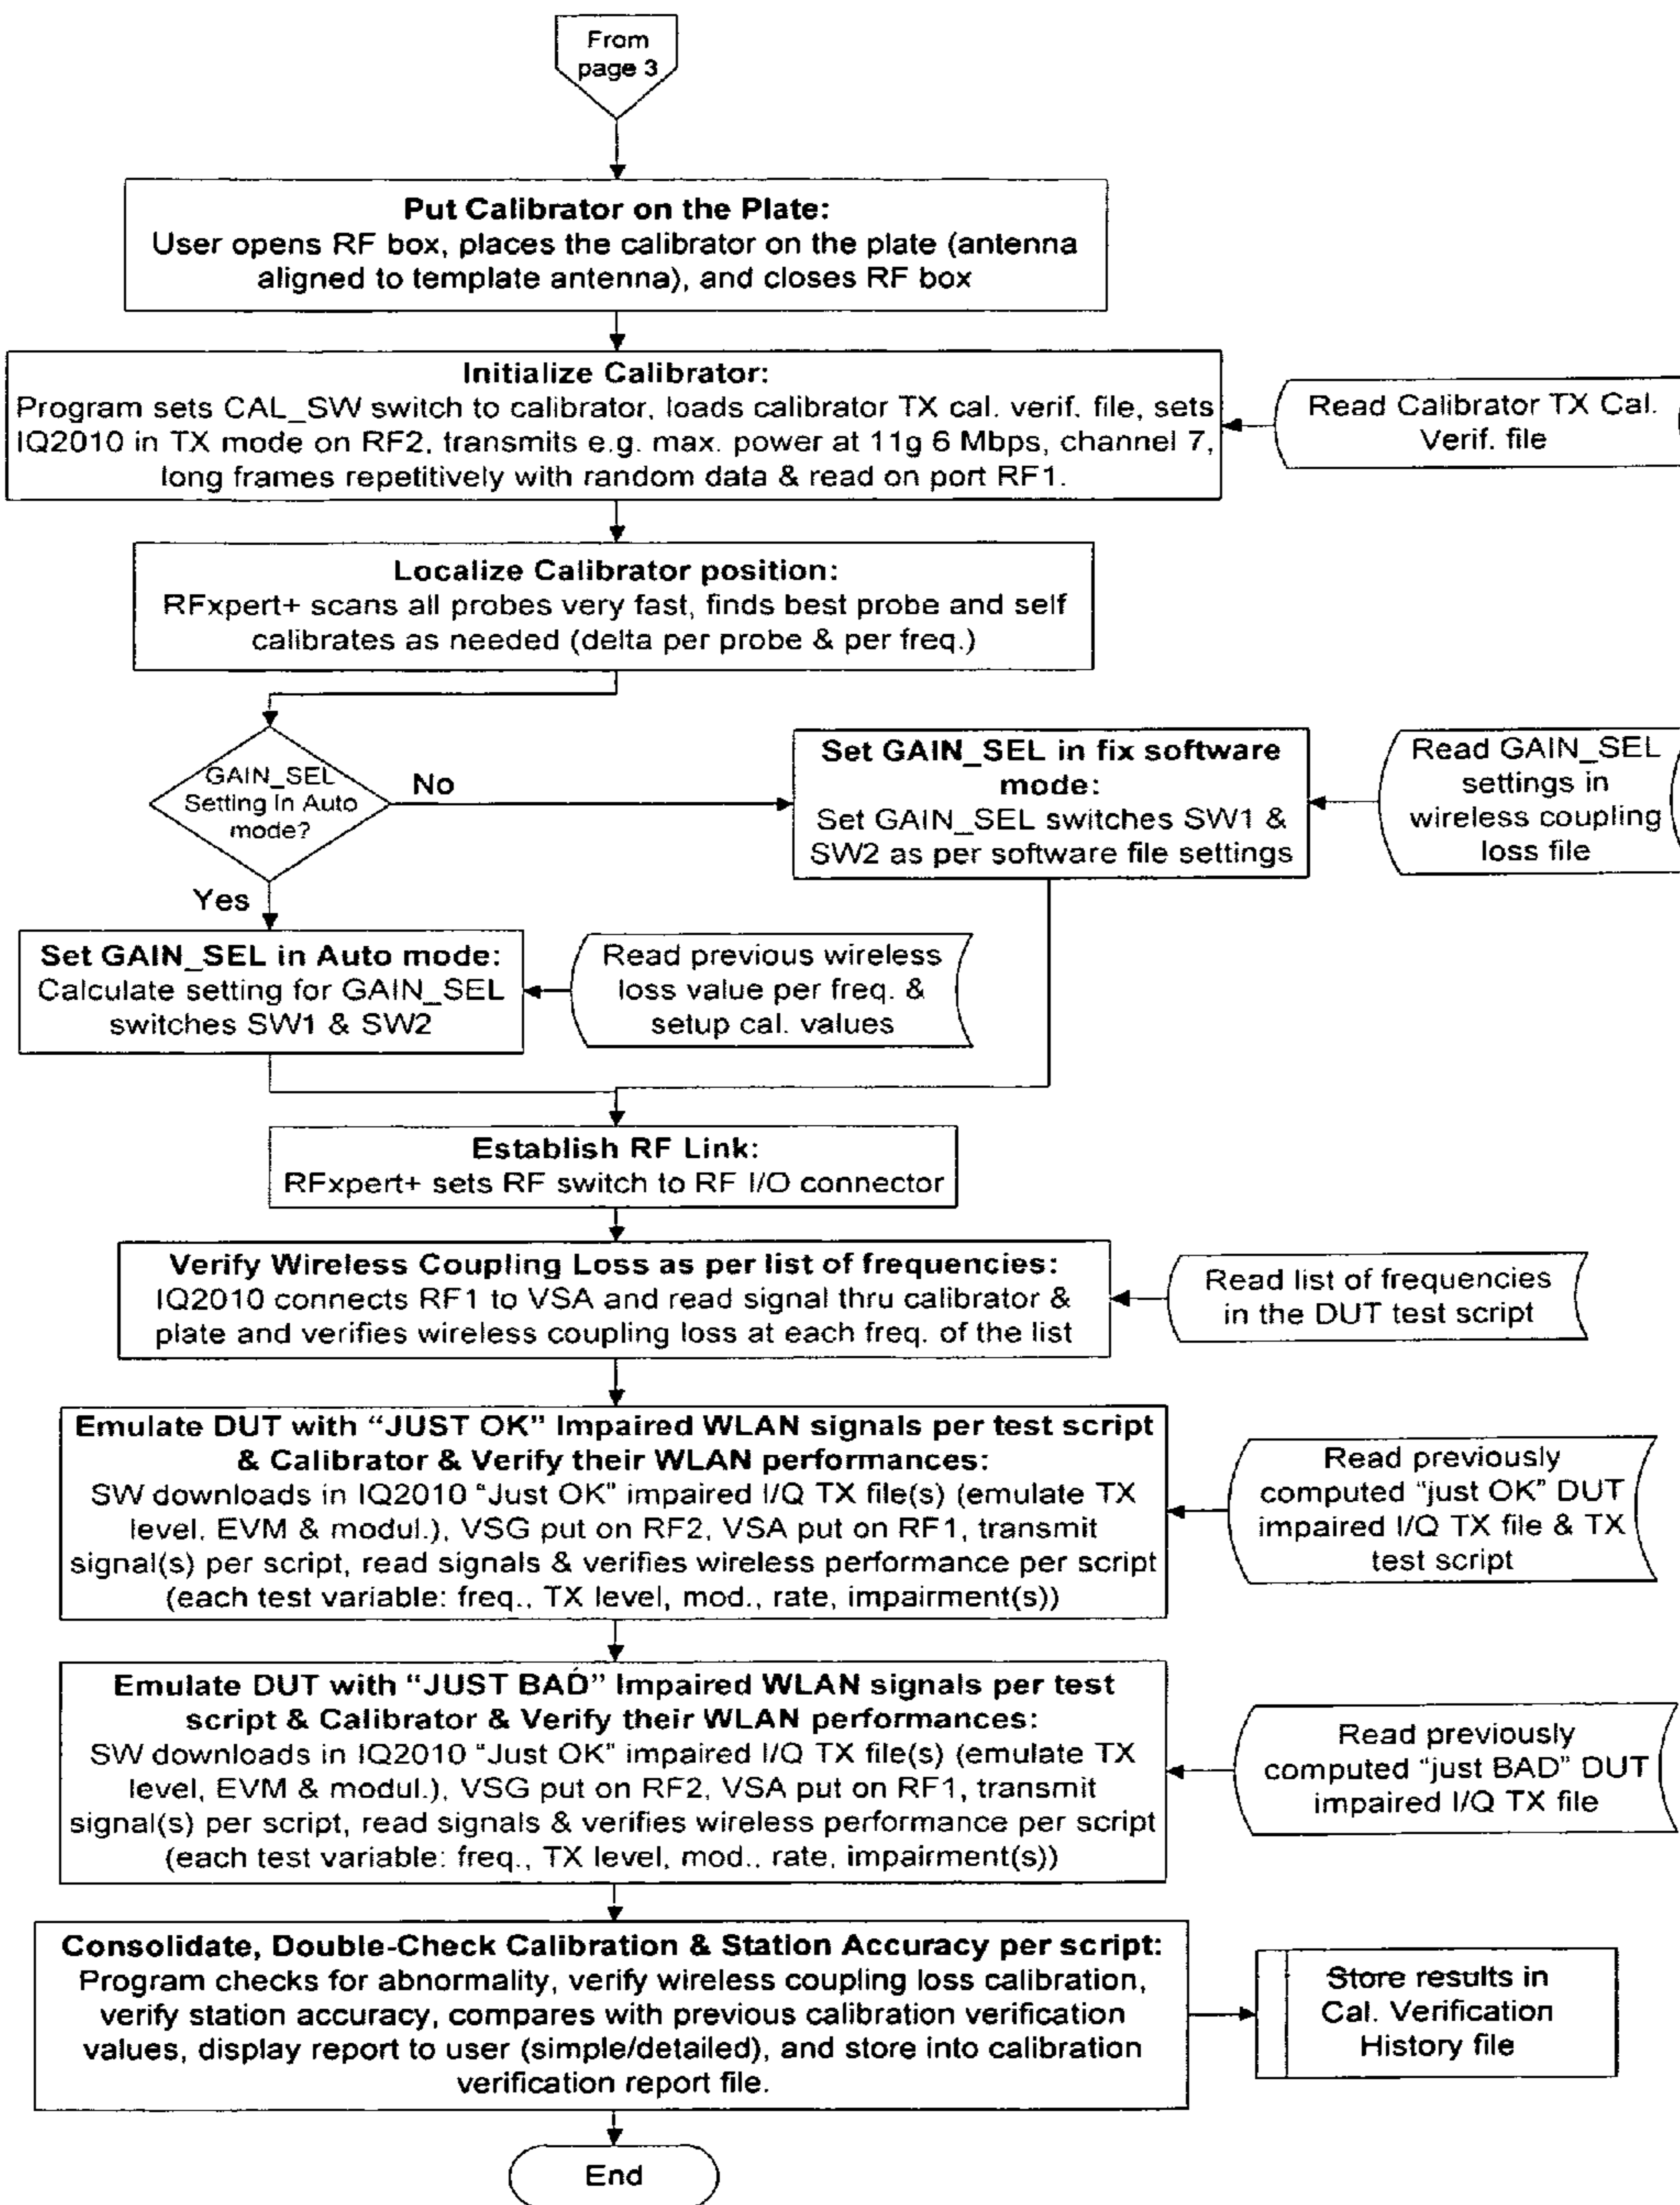 From
page 3
Put Calibrator on the Plate:
User opens RF box, places the calibrator on the plate (antenna
aligned to template antenna), and closes RF box
Initialize Calibrator:
Program sets CAL_SW switch to calibrator, loads calibrator TX cal. verif. file, sets
IQ2010 in TX mode on RF2, transmits e.g. max. power at 11g 6 Mbps, channel 7,
long frames repetitively with random data & read on port RF1.
Read Calibrator TX Cal.
Verif. file
Localize Calibrator position:
RFxpert+ scans all probes very fast, finds best probe and self
calibrates as needed (delta per probe & per freq.)
GAIN_SEL
Setting In Auto
mode?
No
Yes
Set GAIN_SEL in fix software
mode:
Set GAIN_SEL switches SW1 &
SW2 as per software file settings
Read GAIN_SEL
settings in
wireless coupling
loss file
Set GAIN_SEL in Auto mode:
Calculate setting for GAIN_SEL
switches SW1 & SW2
Read previous wireless
loss value per freq. &
setup cal. values
Establish RF Link:
RFxpert+ sets RF switch to RF I/O connector
Verify Wireless Coupling Loss as per list of frequencies:
IQ2010 connects RF1 to VSA and read signal thru calibrator &
plate and verifies wireless coupling loss at each freq. of the list
Read list of frequencies
in the DUT test script
Emulate DUT with “JUST OK” Impaired WLAN signals per test script
& Calibrator & Verify their WLAN performances:
SW downloads in IQ2010 “Just OK” impaired I/Q TX file(s) (emulate TX
level, EVM & modul.), VSG put on RF2, VSA put on RF1, transmit
signal(s) per script, read signals & verifies wireless performance per script
(each test variable: freq., TX level, mod., rate, impairment(s))
Read previously
computed “just OK” DUT
impaired I/Q TX file & TX
test script
Emulate DUT with “JUST BAD” Impaired WLAN signals per test
script & Calibrator & Verify their WLAN performances:
SW downloads in IQ2010 “Just OK” impaired I/Q TX file(s) (emulate TX
level, EVM & modul.), VSG put on RF2, VSA put on RF1, transmit
signal(s) per script, read signals & verifies wireless performance per script
(each test variable: freq., TX level, mod., rate, impairment(s))
Read previously
computed “just BAD” DUT
impaired I/Q TX file
Consolidate, Double-Check Calibration & Station Accuracy per script:
Program checks for abnormality, verify wireless coupling loss calibration,
verify station accuracy, compares with previous calibration verification
values, display report to user (simple/detailed), and store into calibration
verification report file.
Store results in
Cal. Verification
History file
End